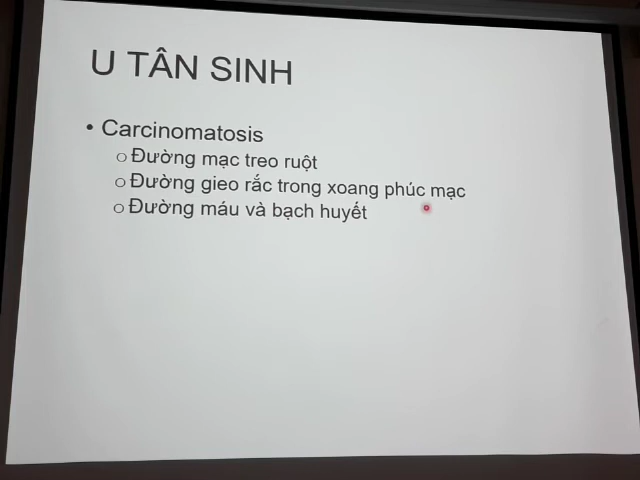 U TÂN SINH
• Carcinomatosis
o Đường mạc treo ruột
o Đường gieo rắc trong xoang phúc mạc
o Đường máu và bạch huyết